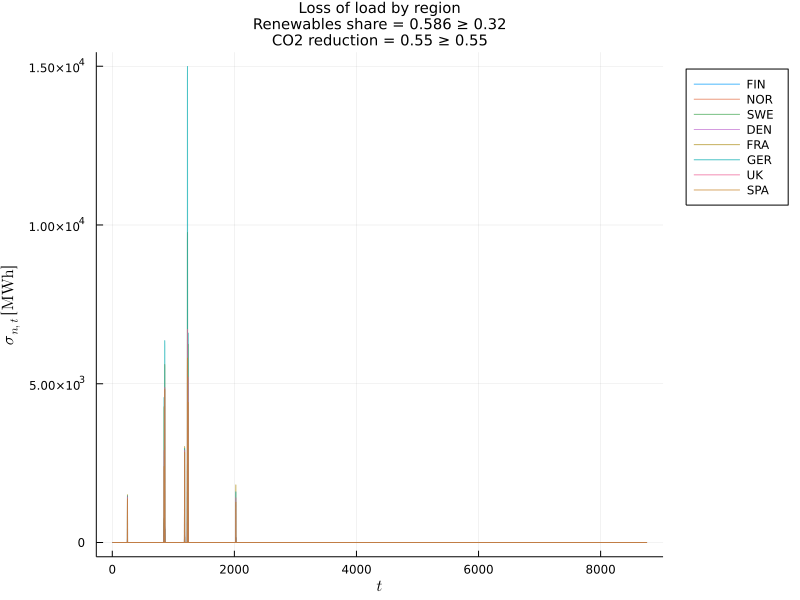 Loss of load by region
Renewables share = 0.586 ≥ 0.32
CO2 reduction = 0.55 ≥ 0.55
1.50×10⁴
1.00×10⁴
5.00×10³
0
σₙ,ₜ [MWh]
0 2000 4000 6000 8000
t
FIN
NOR
SWE
DEN
FRA
GER
UK
SPA